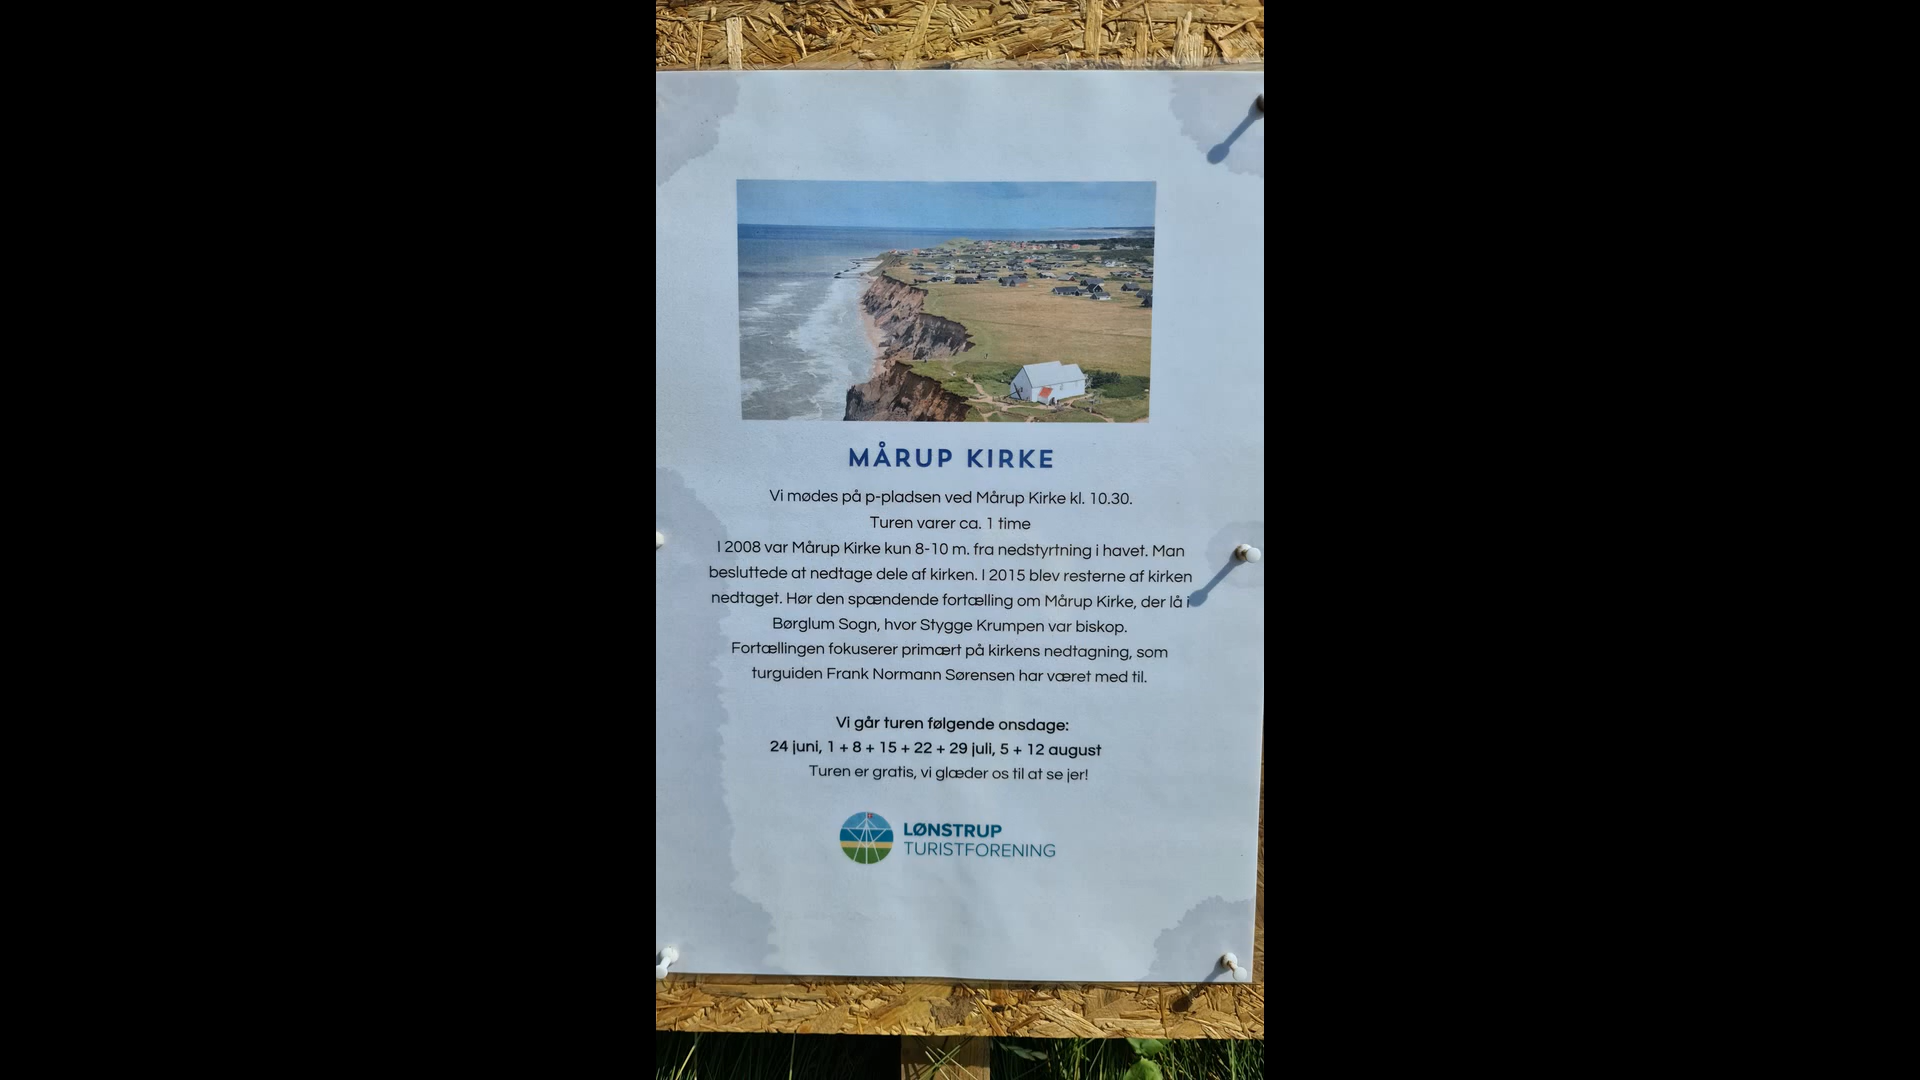 MÅRUP KIRKE
Vi mødes på p-pladsen ved Mårup Kirke kl. 10.30.
Turen varer ca. 1 time
I 2008 var Mårup Kirke kun 8-10 m. fra nedstyrtning i havet. Man
besluttede at nedtage dele af kirken. I 2015 blev resterne af kirken
nedtaget. Hør den spændende fortælling om Mårup Kirke, der lå i
Børglum Sogn, hvor Stygge Krumpen var biskop.
Fortællingen fokuserer primært på kirkens nedtagning, som
turguiden Frank Normann Sørensen har været med til.
Vi går turen følgende onsdage:
24 juni, 1 + 8 + 15 + 22 + 29 juli, 5 + 12 august
Turen er gratis, vi glæder os til at se jer!
LØNSTRUP
TURISTFORENING